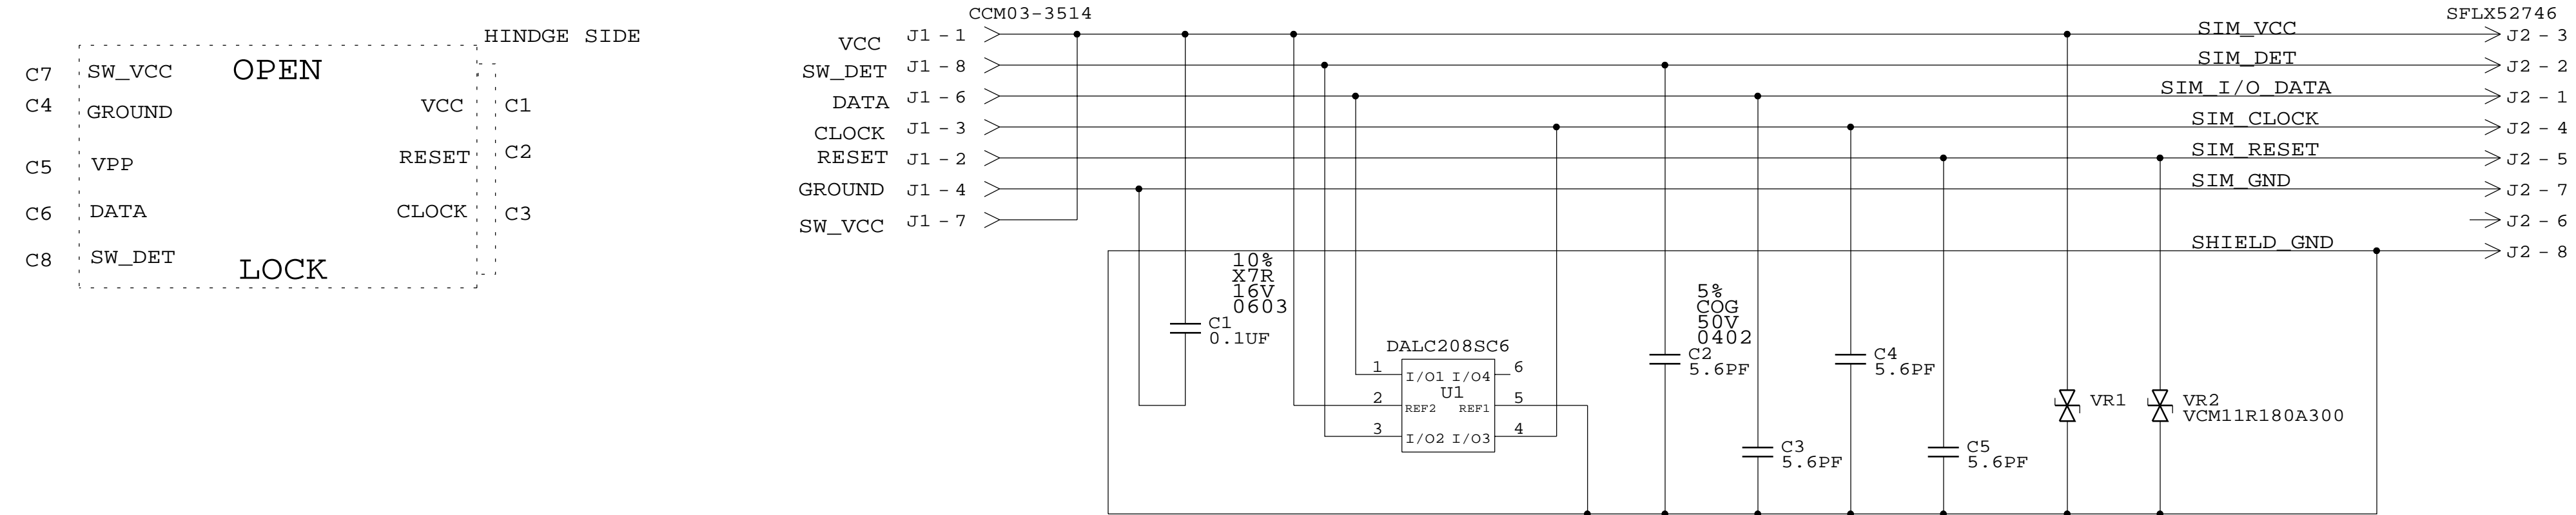 CCM03-3514
SFLX52746
HINDGE SIDE
C7 SW_VCC OPEN
C4 GROUND VCC C1
C5 VPP RESET C2
C6 DATA CLOCK C3
C8 SW_DET LOCK
VCC J1 - 1 SIM_VCC J2 - 3
SW_DET J1 - 8 SIM_DET J2 - 2
DATA J1 - 6 SIM_I/O_DATA J2 - 1
CLOCK J1 - 3 SIM_CLOCK J2 - 4
RESET J1 - 2 SIM_RESET J2 - 5
GROUND J1 - 4 SIM_GND J2 - 7
SW_VCC J1 - 7 J2 - 6
SHIELD_GND J2 - 8
10%
X7R
16V
0603
C1
0.1UF
DALC208SC6
1 I/O1 I/O4 6
U1
2 REF2 REF1 5
3 I/O2 I/O3 4
5%
COG
50V
0402
C2
5.6PF
C3
5.6PF
C4
5.6PF
C5
5.6PF
VR1
VR2
VCM11R180A300